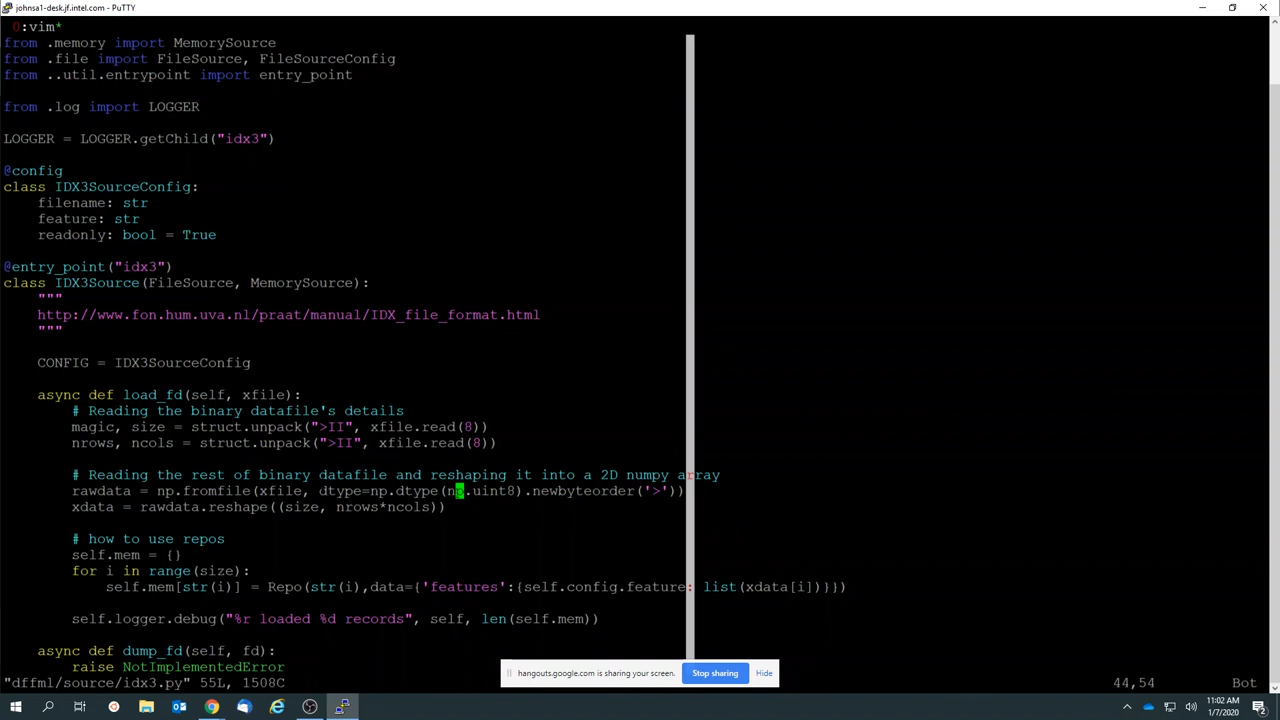 johnsa1-desk.jf.intel.com - PuTTY
0:vim*
from .memory import MemorySource
from .file import FileSource, FileSourceConfig
from ..util.entrypoint import entry_point
from .log import LOGGER
LOGGER = LOGGER.getChild("idx3")
@config
class IDX3SourceConfig:
    filename: str
    feature: str
    readonly: bool = True
@entry_point("idx3")
class IDX3Source(FileSource, MemorySource):
    """
    http://www.fon.hum.uva.nl/praat/manual/IDX_file_format.html
    """
    CONFIG = IDX3SourceConfig
    async def load_fd(self, xfile):
        # Reading the binary datafile's details
        magic, size = struct.unpack(">II", xfile.read(8))
        nrows, ncols = struct.unpack(">II", xfile.read(8))
        # Reading the rest of binary datafile and reshaping it into a 2D numpy array
        rawdata = np.fromfile(xfile, dtype=np.dtype(np.uint8).newbyteorder('>'))
        xdata = rawdata.reshape((size, nrows*ncols))
        # how to use repos
        self.mem = {}
        for i in range(size):
            self.mem[str(i)] = Repo(str(i),data={'features':{self.config.feature: list(xdata[i])}})
        self.logger.debug("%r loaded %d records", self, len(self.mem))
    async def dump_fd(self, fd):
        raise NotImplementedError
"dffml/source/idx3.py" 55L, 1508C
44,54
Bot
hangouts.google.com is sharing your screen.
Stop sharing
Hide
11:02 AM
1/7/2020
2